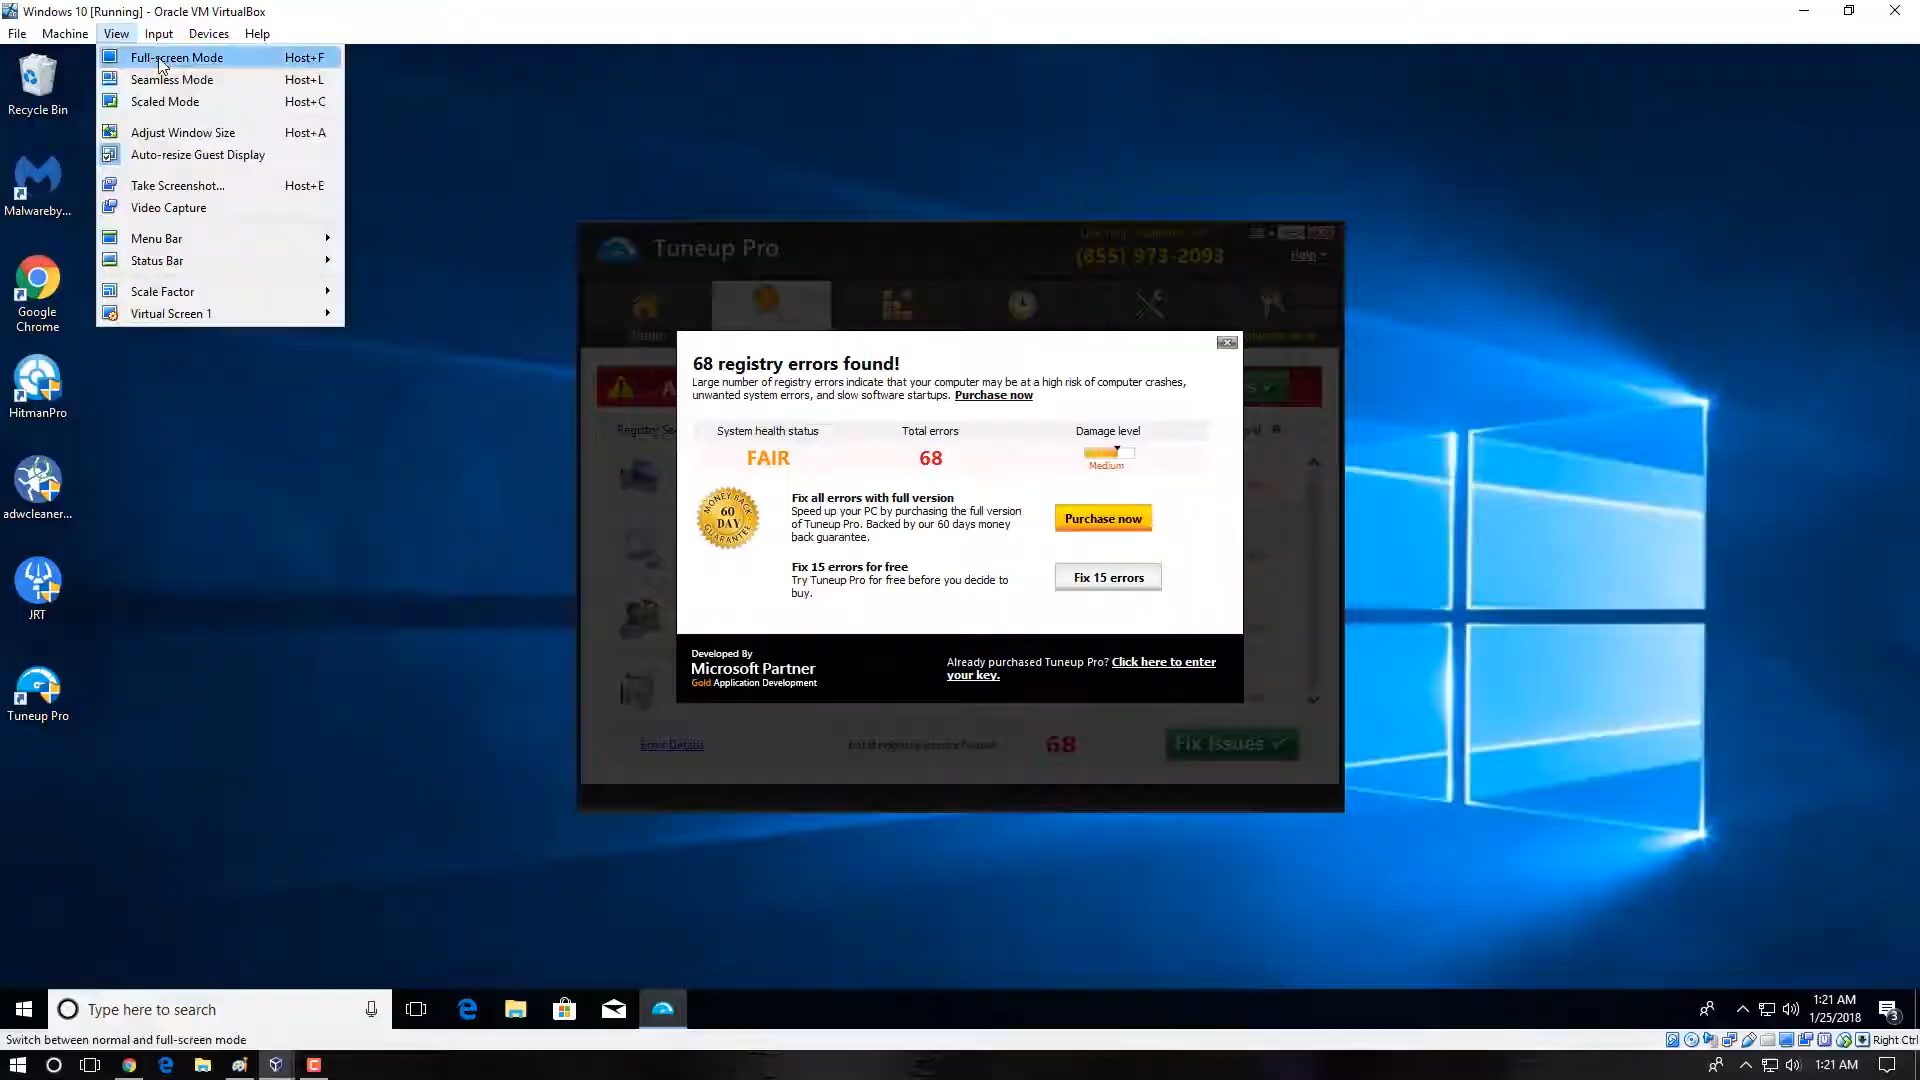 Windows 10 [Running] - Oracle VM VirtualBox
File Machine View Input Devices Help
Full-screen Mode Host+F
Seamless Mode Host+L
Scaled Mode Host+C
Adjust Window Size Host+A
Auto-resize Guest Display
Take Screenshot... Host+E
Video Capture
Menu Bar
Status Bar
Scale Factor
Virtual Screen 1
Recycle Bin
Malwareby...
Google
Chrome
HitmanPro
adwcleaner...
JRT
Tuneup Pro
Tuneup Pro
(855) 973-2093
Help
68 registry errors found!
Large number of registry errors indicate that your computer may be at a high risk of computer crashes,
unwanted system errors, and slow software startups. Purchase now
System health status Total errors Damage level
FAIR 68 Medium
MONEY BACK
60
DAY
GUARANTEE
Fix all errors with full version
Speed up your PC by purchasing the full version
of Tuneup Pro. Backed by our 60 days money
back guarantee.
Purchase now
Fix 15 errors for free
Try Tuneup Pro for free before you decide to
buy.
Fix 15 errors
Developed By
Microsoft Partner
Gold Application Development
Already purchased Tuneup Pro? Click here to enter
your key.
Error Details Total registry errors found 68 Fix Issues
Type here to search
1:21 AM
1/25/2018
3
Switch between normal and full-screen mode
Right Ctrl
1:21 AM